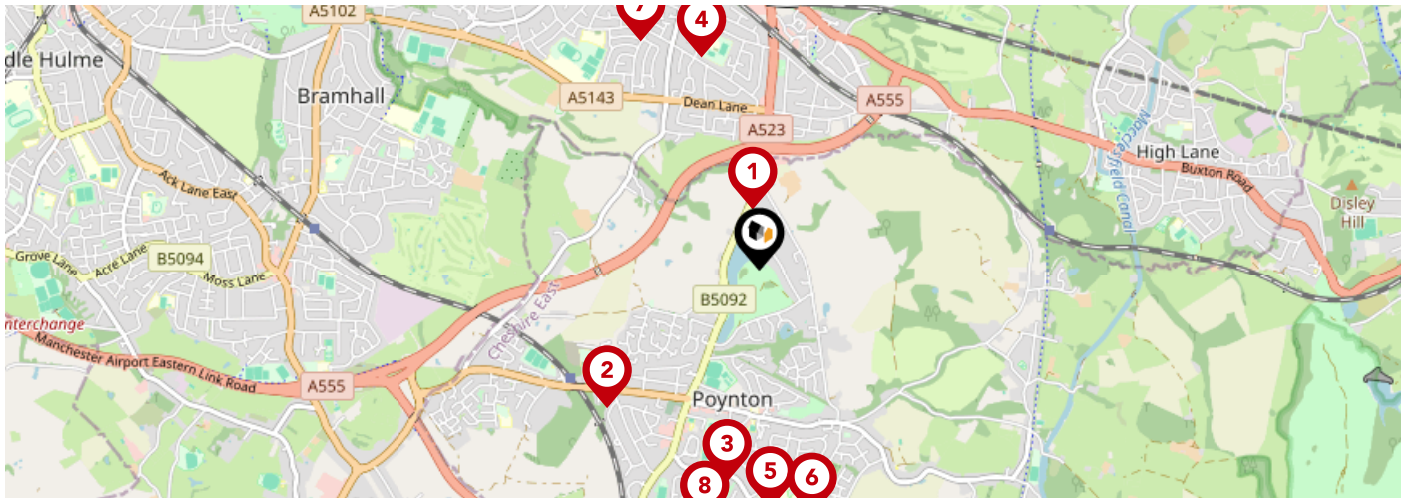 A5102
7
4
dle Hulme
Bramhall
A5143
Dean Lane
A555
A523
High Lane
Macclesfield Canal
Buxton Road
1
Ack Lane East
Disley
Hill
Grove Lane
Acre Lane
B5094
Moss Lane
B5092
Cheshire East
nterchange
Manchester Airport Eastern Link Road
A555
2
Poynton
3
5
6
8